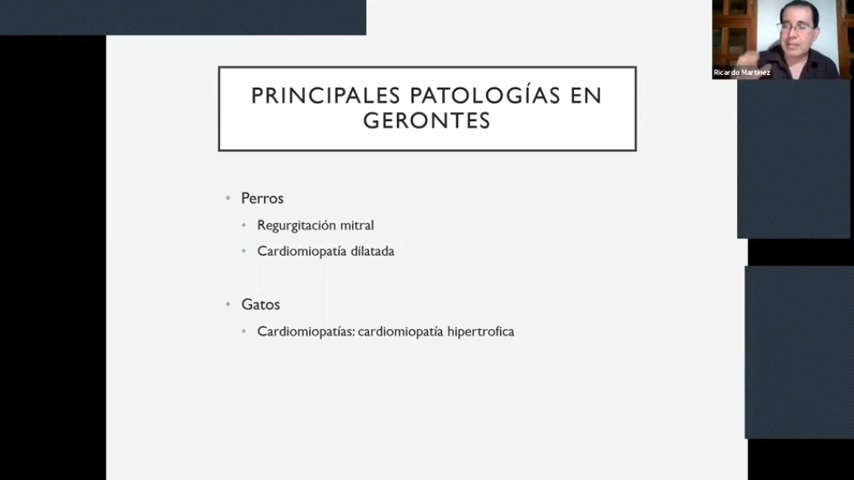 Ricardo Martinez
PRINCIPALES PATOLOGÍAS EN
GERONTES
• Perros
• Regurgitación mitral
• Cardiomiopatía dilatada
• Gatos
• Cardiomiopatías: cardiomiopatía hipertrofica